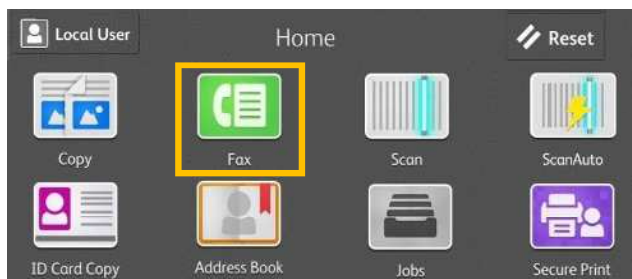 Local User
Home
Reset
Copy
Fax
Scan
ScanAuto
ID Card Copy
Address Book
Jobs
Secure Print